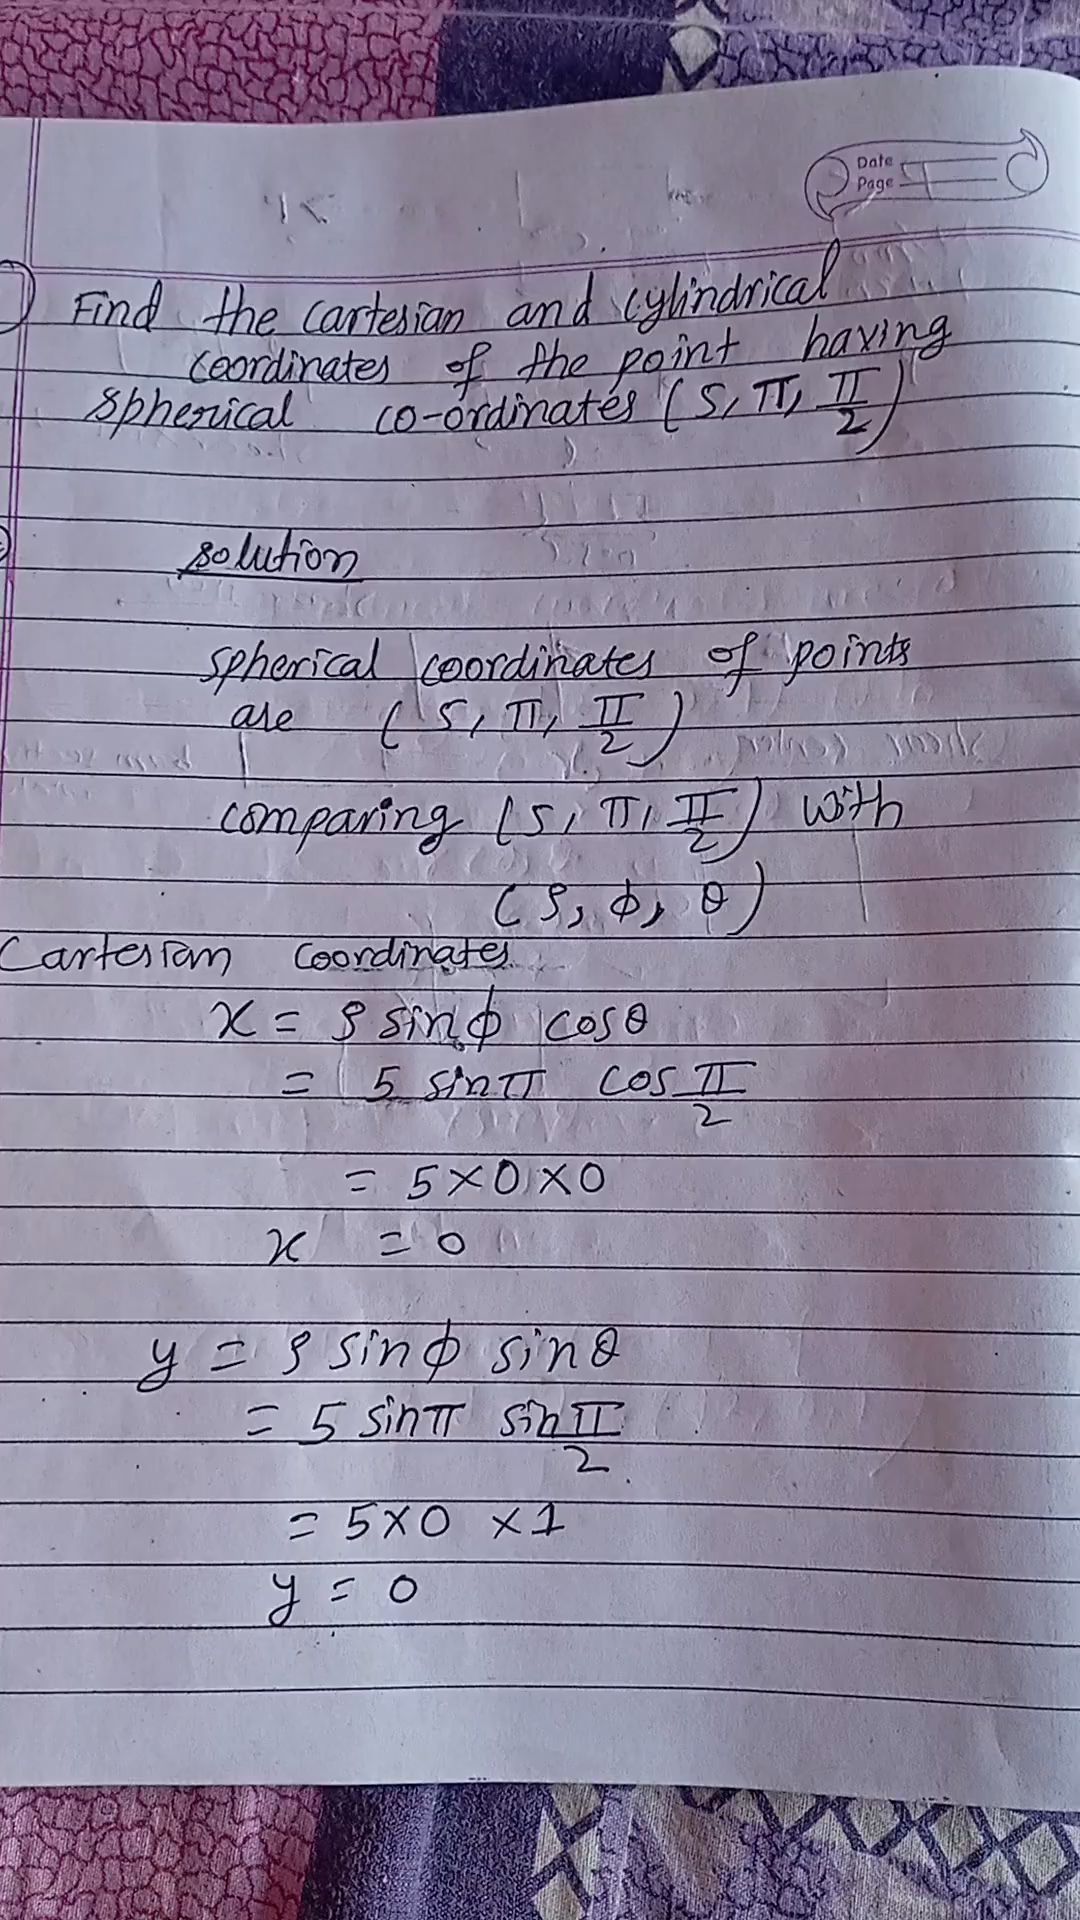 Date
Page
Find the cartesian and cylindrical
coordinates of the point having
spherical co-ordinates (5, π, π/2)
solution
spherical coordinates of points
are (5, π, π/2)
comparing (5, π, π/2) with
(ρ, ϕ, θ)
Cartesian Coordinates
x = ρ sinϕ cosθ
= 5 sinπ cos π/2
= 5×0×0
x = 0
y = ρ sinϕ sinθ
= 5 sinπ sin π/2
= 5×0 ×1
y = 0